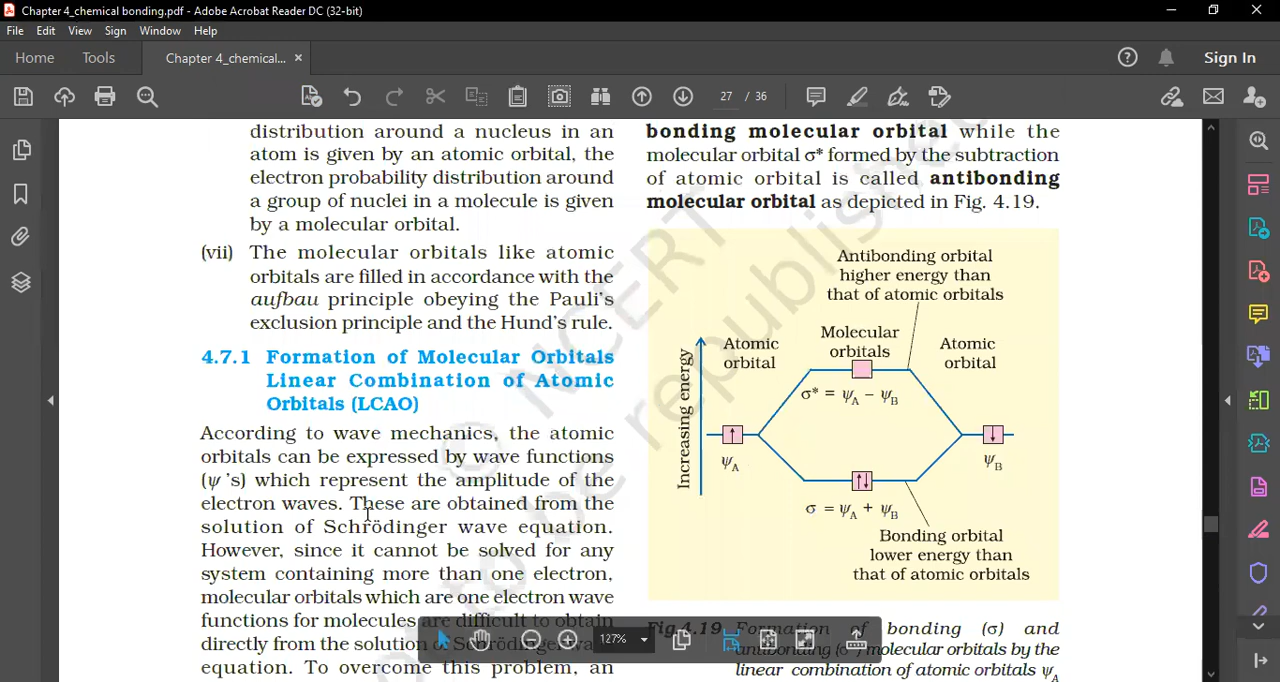 Chapter 4_chemical bonding.pdf - Adobe Acrobat Reader DC (32-bit)
File Edit View Sign Window Help
Home Tools Chapter 4_chemical... × Sign In
27 / 36
distribution around a nucleus in an
atom is given by an atomic orbital, the
electron probability distribution around
a group of nuclei in a molecule is given
by a molecular orbital.
(vii) The molecular orbitals like atomic
orbitals are filled in accordance with the
aufbau principle obeying the Pauli's
exclusion principle and the Hund's rule.
4.7.1 Formation of Molecular Orbitals
Linear Combination of Atomic
Orbitals (LCAO)
According to wave mechanics, the atomic
orbitals can be expressed by wave functions
(ψ 's) which represent the amplitude of the
electron waves. These are obtained from the
solution of Schrödinger wave equation.
However, since it cannot be solved for any
system containing more than one electron,
molecular orbitals which are one electron wave
functions for molecules are difficult to obtain
directly from the solution of Schrödinger wave
equation. To overcome this problem, an
bonding molecular orbital while the
molecular orbital σ* formed by the subtraction
of atomic orbital is called antibonding
molecular orbital as depicted in Fig. 4.19.
Antibonding orbital
higher energy than
that of atomic orbitals
Increasing energy
Atomic
orbital
Molecular
orbitals
Atomic
orbital
σ* = ψA − ψB
ψA
ψB
σ = ψA + ψB
Bonding orbital
lower energy than
that of atomic orbitals
Fig.4.19 Formation of bonding (σ) and
antibonding (σ*) molecular orbitals by the
linear combination of atomic orbitals ψA
127%
© NCERT
to be republished